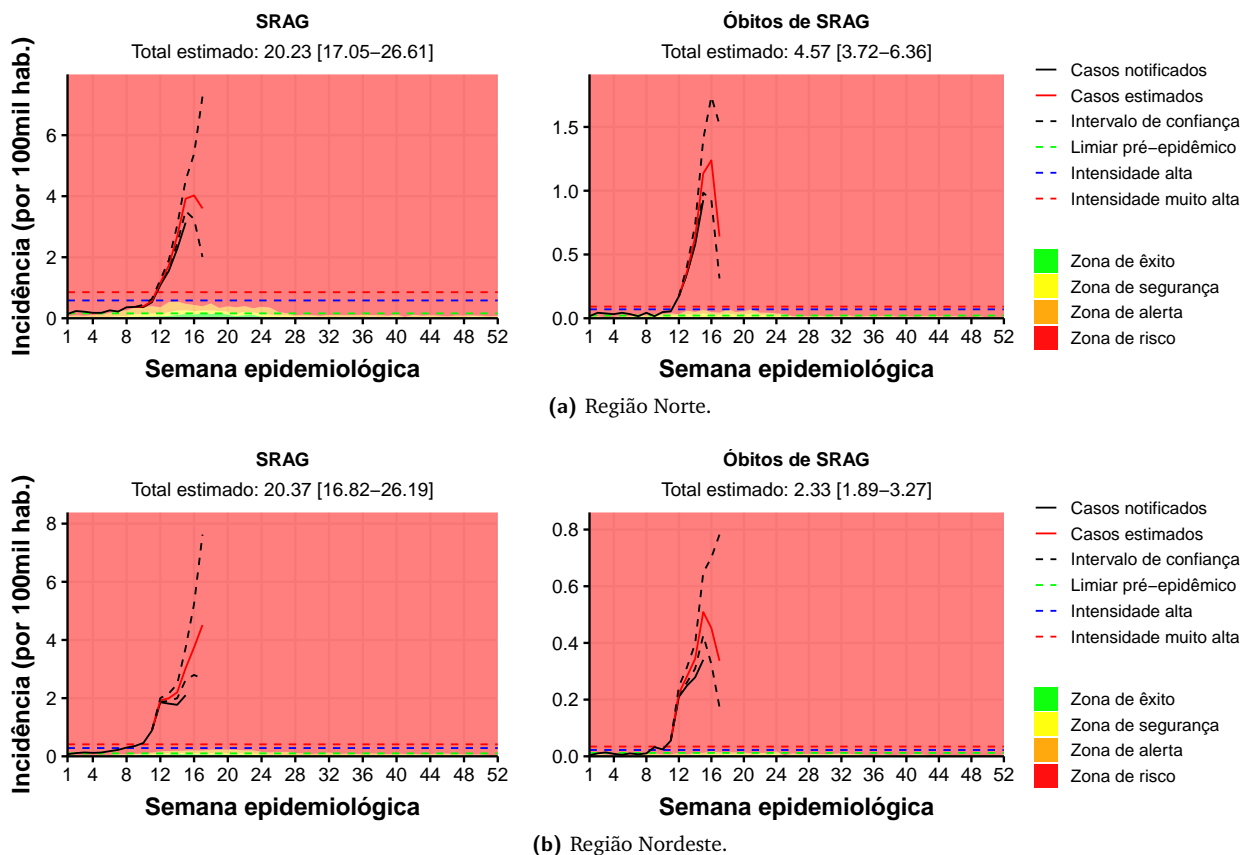 SRAG
Total estimado: 20.23 [17.05−26.61]
Óbitos de SRAG
Total estimado: 4.57 [3.72−6.36]
Incidência (por 100mil hab.)
6
4
2
0
1 4 8 12 16 20 24 28 32 36 40 44 48 52
Semana epidemiológica
1.5
1.0
0.5
0.0
1 4 8 12 16 20 24 28 32 36 40 44 48 52
Semana epidemiológica
Casos notificados
Casos estimados
Intervalo de confiança
Limiar pré−epidêmico
Intensidade alta
Intensidade muito alta
Zona de êxito
Zona de segurança
Zona de alerta
Zona de risco
(a) Região Norte.
SRAG
Total estimado: 20.37 [16.82−26.19]
Óbitos de SRAG
Total estimado: 2.33 [1.89−3.27]
Incidência (por 100mil hab.)
8
6
4
2
0
1 4 8 12 16 20 24 28 32 36 40 44 48 52
Semana epidemiológica
0.8
0.6
0.4
0.2
0.0
1 4 8 12 16 20 24 28 32 36 40 44 48 52
Semana epidemiológica
Casos notificados
Casos estimados
Intervalo de confiança
Limiar pré−epidêmico
Intensidade alta
Intensidade muito alta
Zona de êxito
Zona de segurança
Zona de alerta
Zona de risco
(b) Região Nordeste.